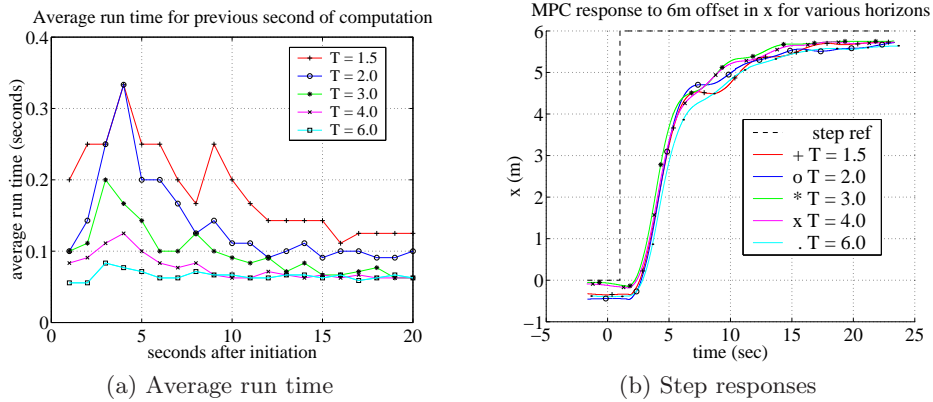 Average run time for previous second of computation
0.4
0.3
0.2
0.1
0
average run time (seconds)
T = 1.5
T = 2.0
T = 3.0
T = 4.0
T = 6.0
0 5 10 15 20
seconds after initiation
(a) Average run time
MPC response to 6m offset in x for various horizons
6
5
4
3
2
1
0
−1
x (m)
step ref
+ T = 1.5
o T = 2.0
* T = 3.0
x T = 4.0
. T = 6.0
−5 0 5 10 15 20 25
time (sec)
(b) Step responses